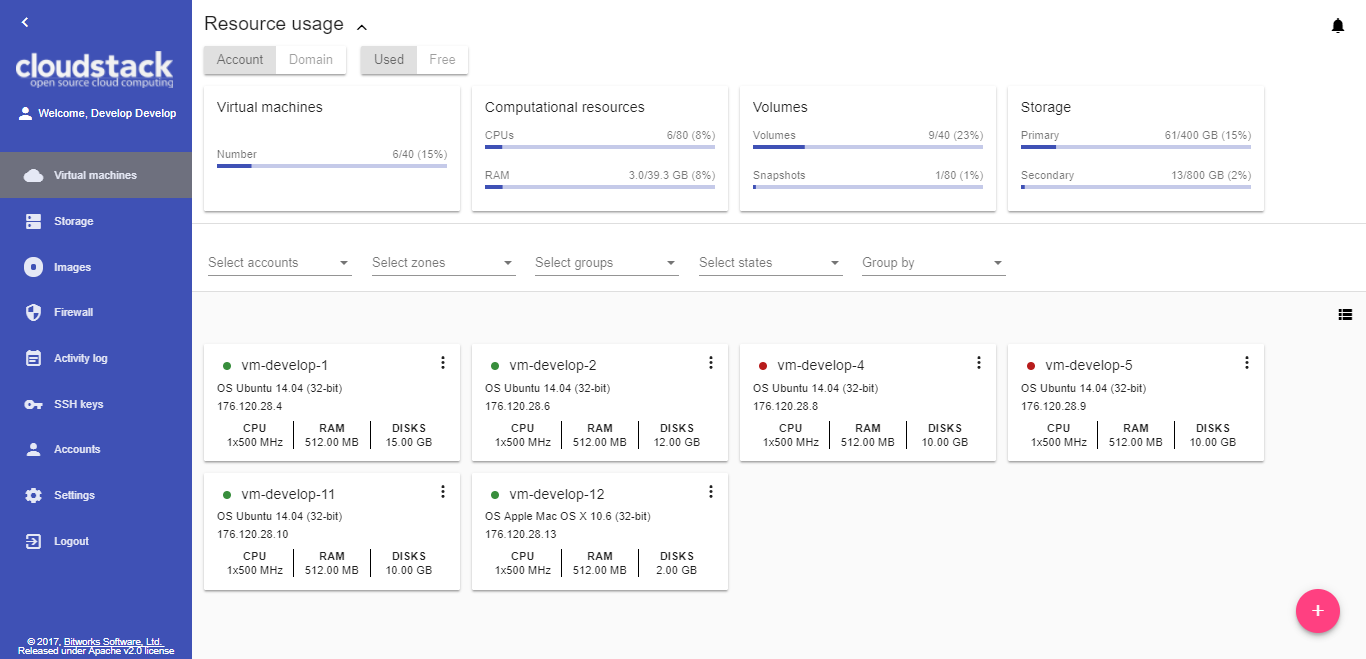 cloudstack
open source cloud computing
Welcome, Develop Develop
Virtual machines
Storage
Images
Firewall
Activity log
SSH keys
Accounts
Settings
Logout
© 2017, Bitworks Software, Ltd.
Released under Apache v2.0 license
Resource usage
Account Domain Used Free
Virtual machines
Number 6/40 (15%)
Computational resources
CPUs 6/80 (8%)
RAM 3.0/39.3 GB (8%)
Volumes
Volumes 9/40 (23%)
Snapshots 1/80 (1%)
Storage
Primary 61/400 GB (15%)
Secondary 13/800 GB (2%)
Select accounts Select zones Select groups Select states Group by
vm-develop-1
OS Ubuntu 14.04 (32-bit)
176.120.28.4
CPU RAM DISKS
1x500 MHz 512.00 MB 15.00 GB
vm-develop-2
OS Ubuntu 14.04 (32-bit)
176.120.28.6
CPU RAM DISKS
1x500 MHz 512.00 MB 12.00 GB
vm-develop-4
OS Ubuntu 14.04 (32-bit)
176.120.28.8
CPU RAM DISKS
1x500 MHz 512.00 MB 10.00 GB
vm-develop-5
OS Ubuntu 14.04 (32-bit)
176.120.28.9
CPU RAM DISKS
1x500 MHz 512.00 MB 10.00 GB
vm-develop-11
OS Ubuntu 14.04 (32-bit)
176.120.28.10
CPU RAM DISKS
1x500 MHz 512.00 MB 10.00 GB
vm-develop-12
OS Apple Mac OS X 10.6 (32-bit)
176.120.28.13
CPU RAM DISKS
1x500 MHz 512.00 MB 2.00 GB